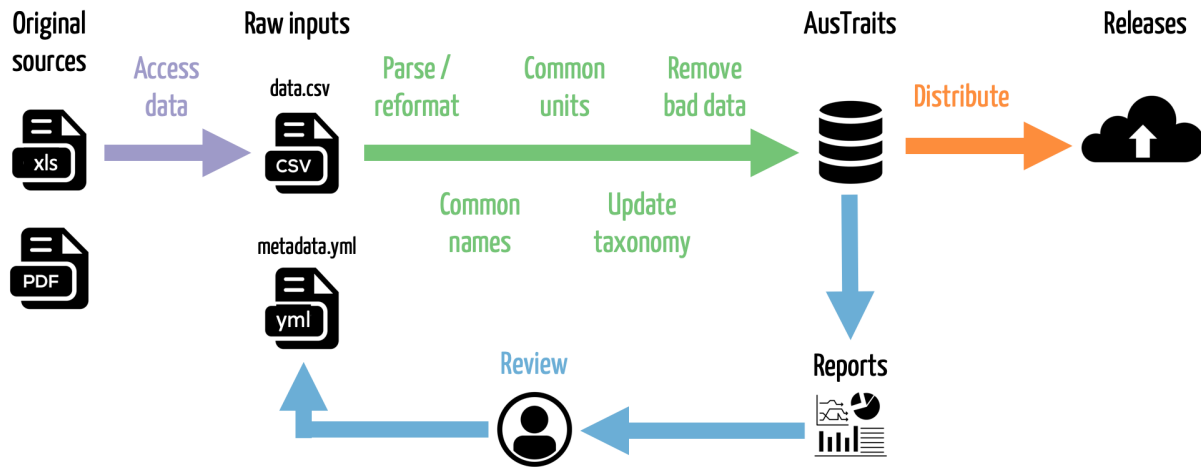 Original
sources
xls
PDF
Access
data
Raw inputs
data.csv
CSV
metadata.yml
yml
Parse /
reformat
Common
units
Remove
bad data
Common
names
Update
taxonomy
AusTraits
Distribute
Releases
Reports
Review